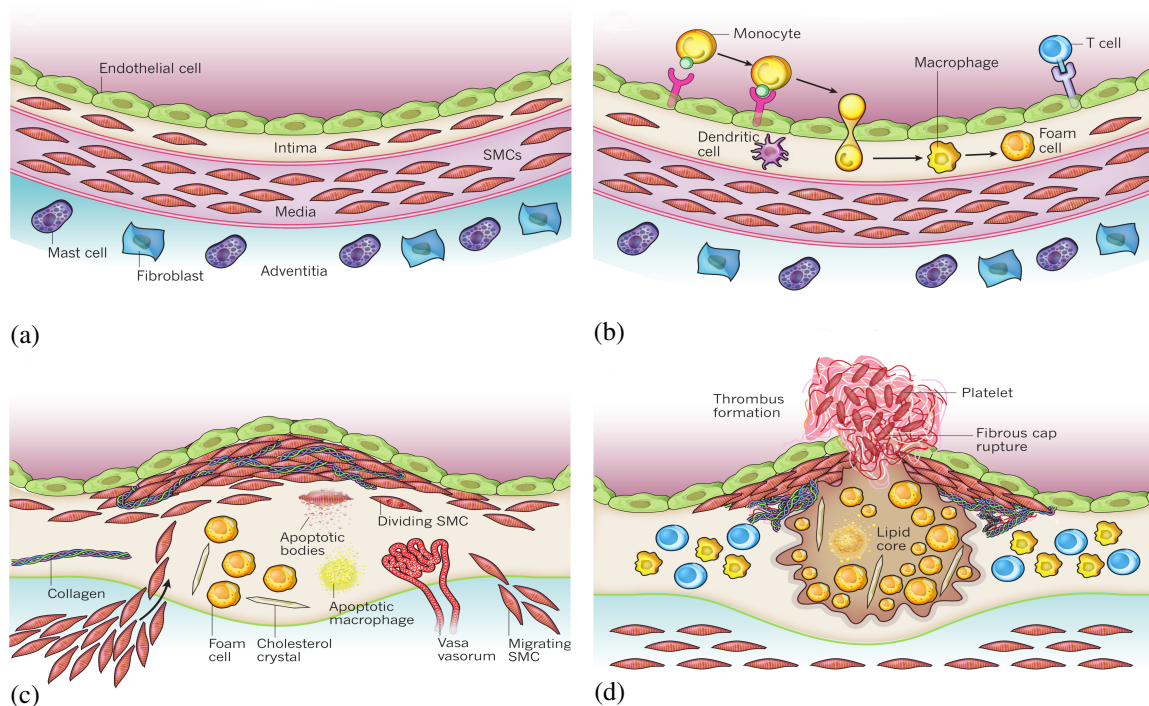 Endothelial cell
Intima
SMCs
Media
Mast cell
Fibroblast
Adventitia
(a)
Monocyte
T cell
Macrophage
Dendritic
cell
Foam
cell
(b)
Dividing SMC
Apoptotic
bodies
Collagen
Apoptotic
macrophage
Foam
cell
Cholesterol
crystal
Vasa
vasorum
Migrating
SMC
(c)
Thrombus
formation
Platelet
Fibrous cap
rupture
Lipid
core
(d)